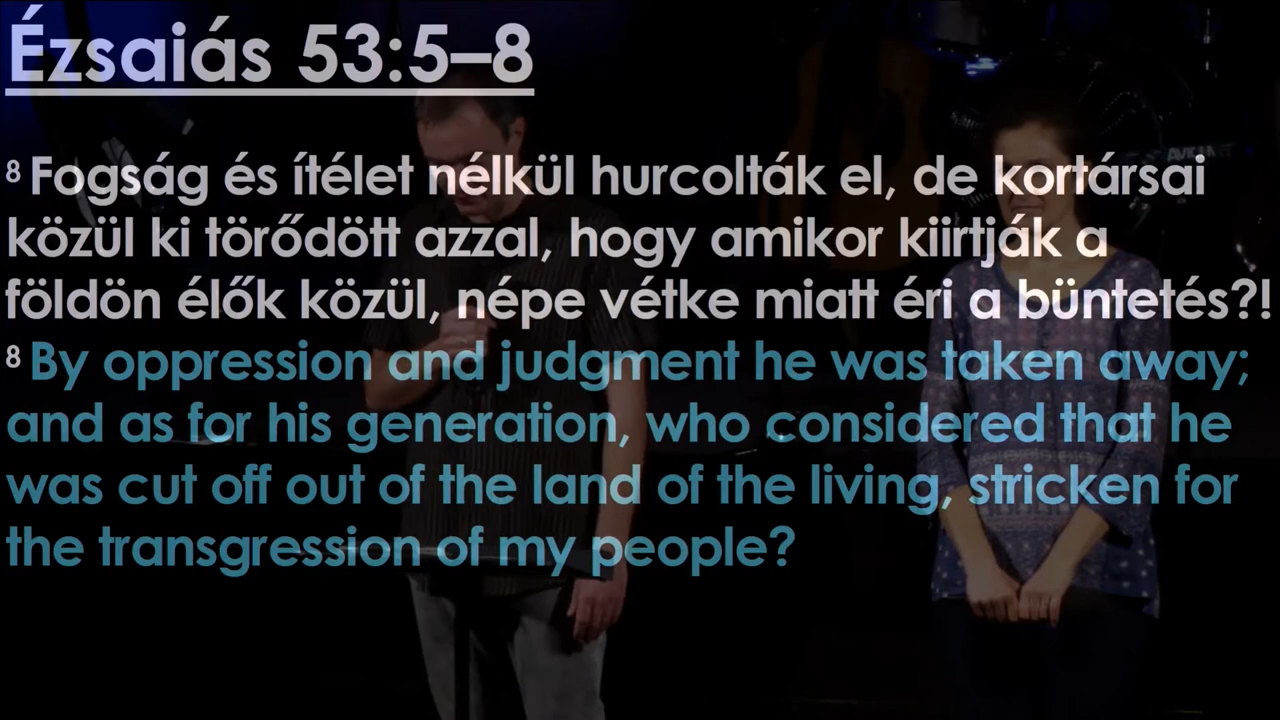 Ézsaiás 53:5–8
8 Fogság és ítélet nélkül hurcolták el, de kortársai
közül ki törődött azzal, hogy amikor kiirtják a
földön élők közül, népe vétke miatt éri a büntetés?!
8 By oppression and judgment he was taken away;
and as for his generation, who considered that he
was cut off out of the land of the living, stricken for
the transgression of my people?